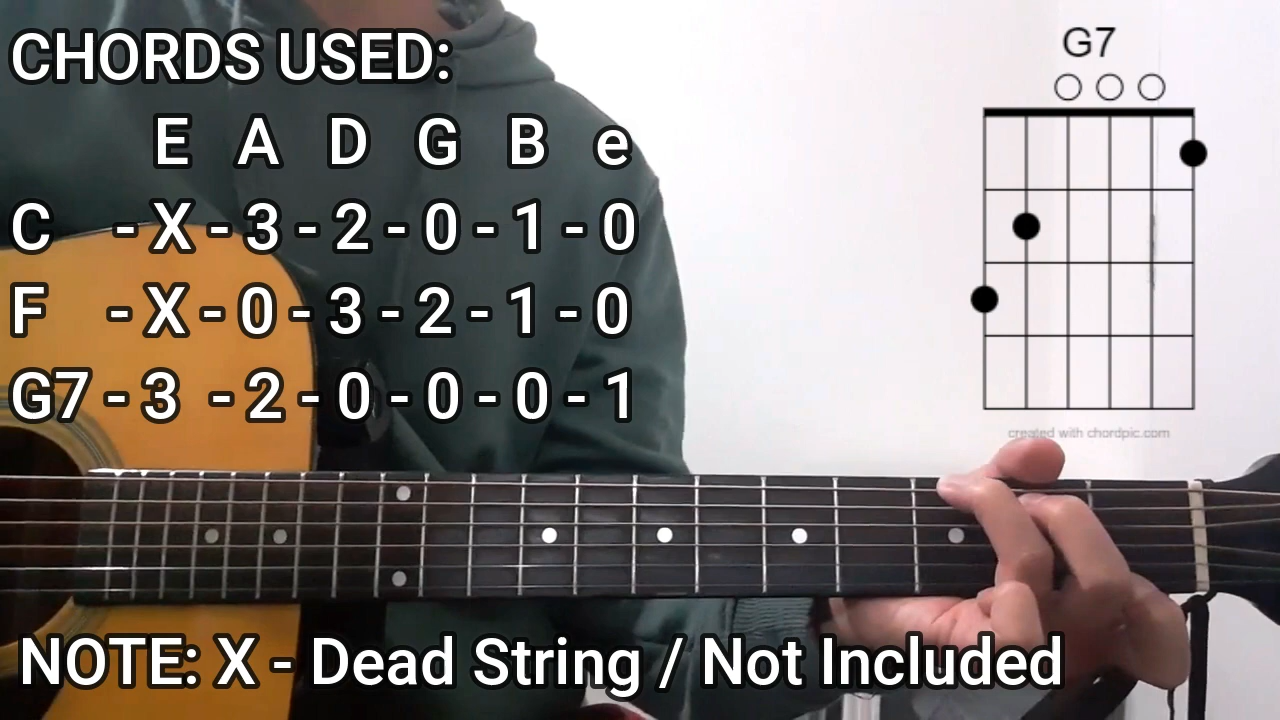 CHORDS USED:
E A D G B e
C - X - 3 - 2 - 0 - 1 - 0
F - X - 0 - 3 - 2 - 1 - 0
G7 - 3 - 2 - 0 - 0 - 0 - 1
NOTE: X - Dead String / Not Included
G7
created with chordpic.com